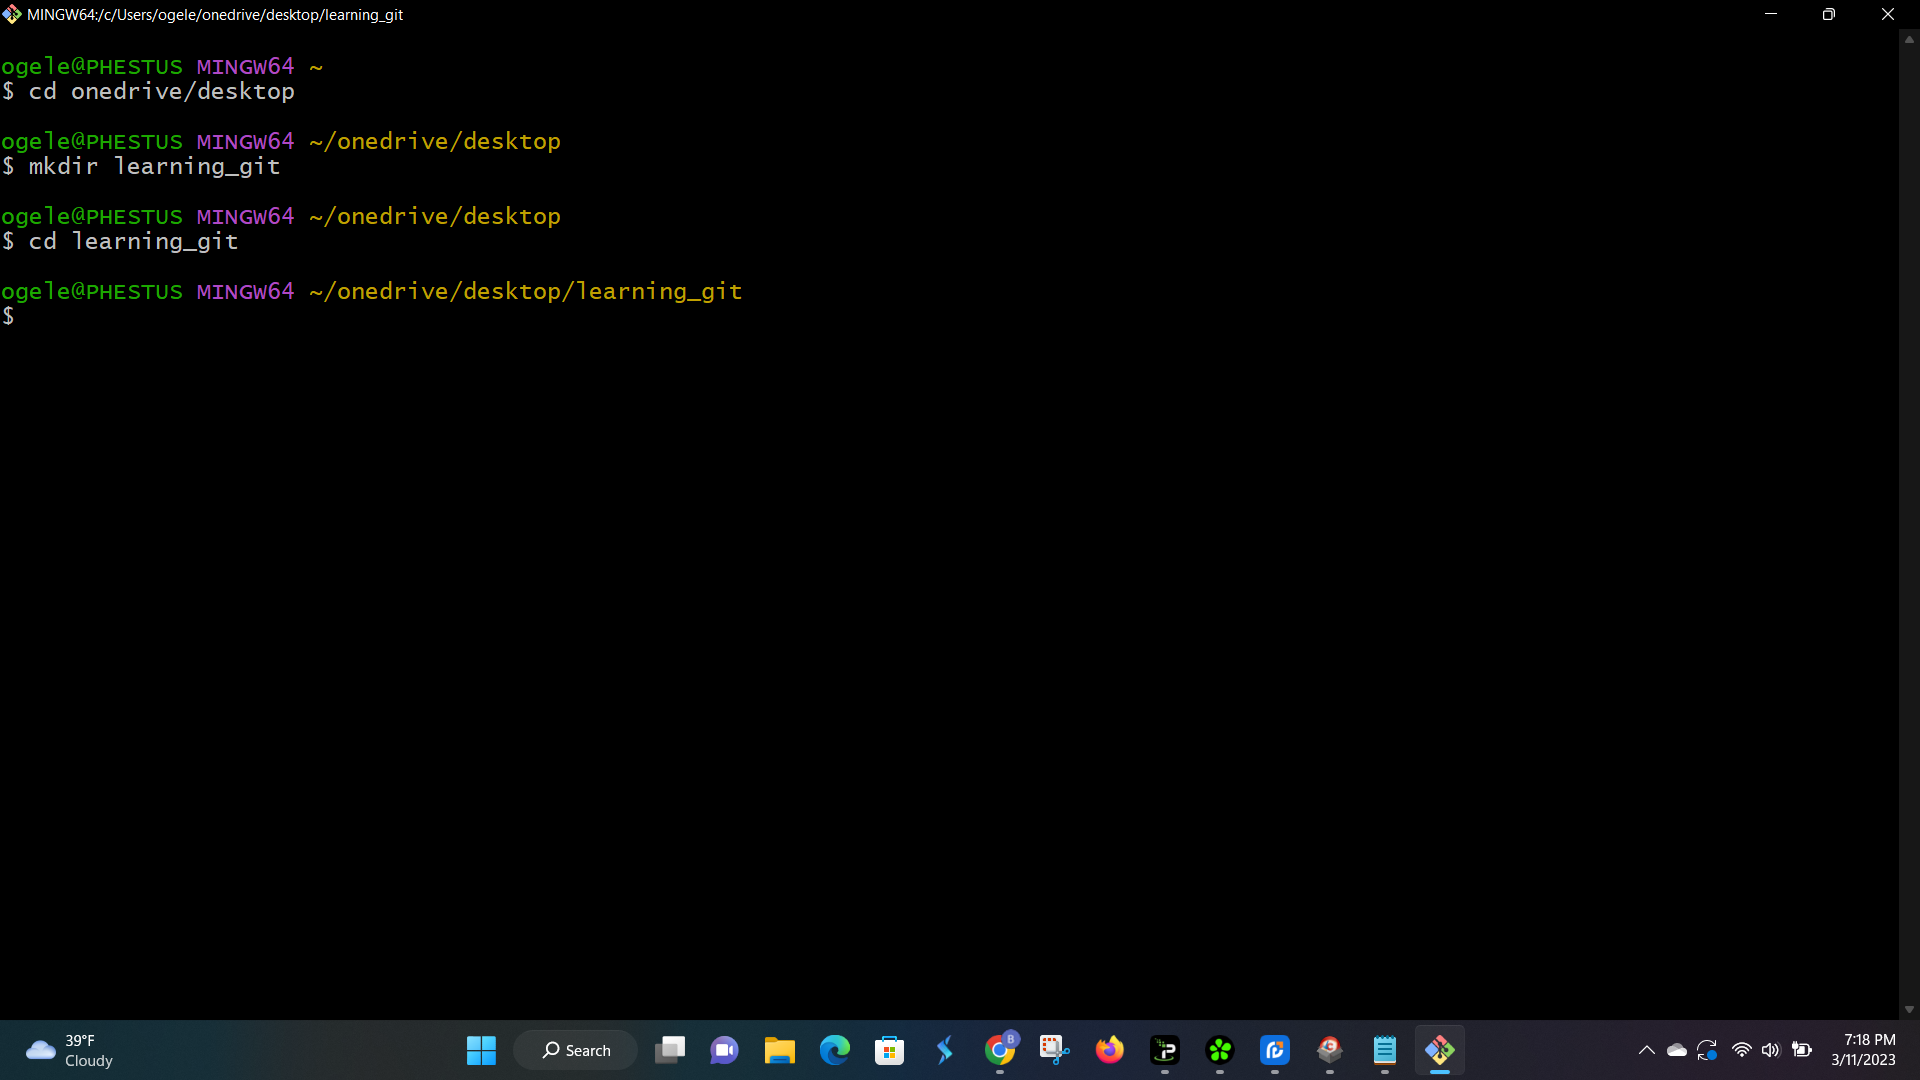 MINGW64:/c/Users/ogele/onedrive/desktop/learning_git
ogele@PHESTUS MINGW64 ~
$ cd onedrive/desktop
ogele@PHESTUS MINGW64 ~/onedrive/desktop
$ mkdir learning_git
ogele@PHESTUS MINGW64 ~/onedrive/desktop
$ cd learning_git
ogele@PHESTUS MINGW64 ~/onedrive/desktop/learning_git
$
39°F
Cloudy
Search
B
7:18 PM
3/11/2023